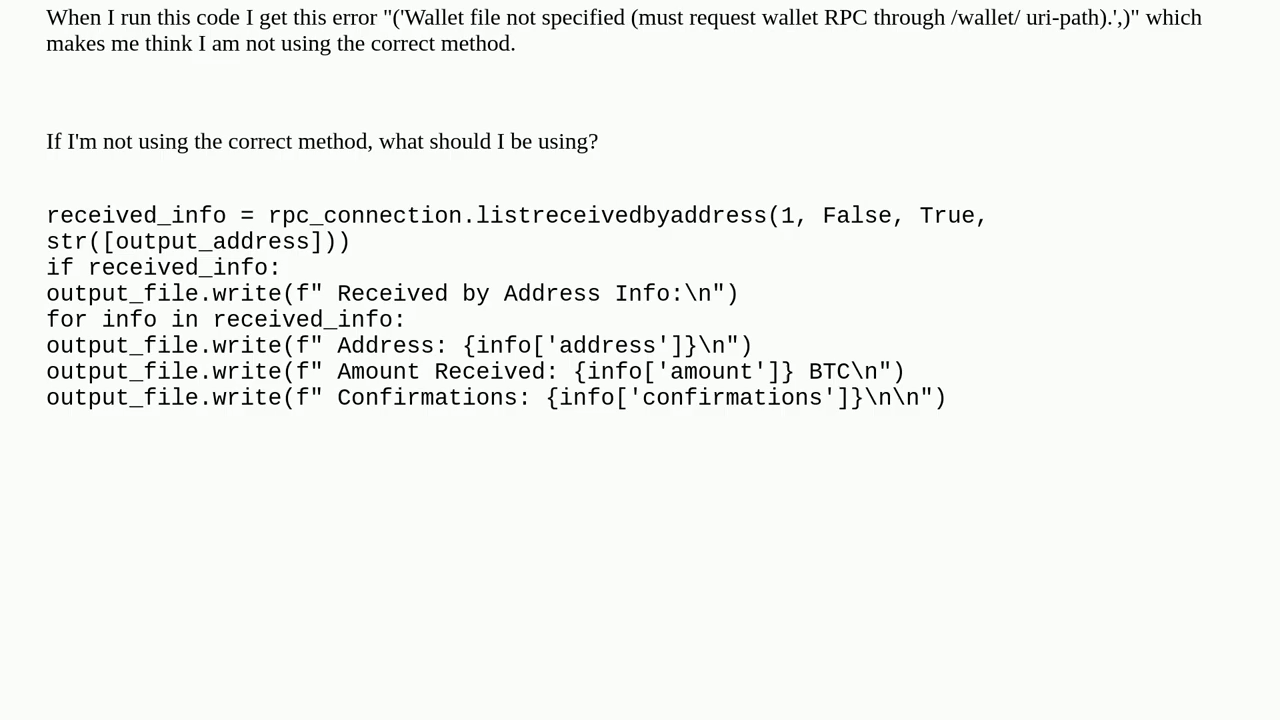 When I run this code I get this error "('Wallet file not specified (must request wallet RPC through /wallet/ uri-path).',)" which
makes me think I am not using the correct method.
If I'm not using the correct method, what should I be using?
received_info = rpc_connection.listreceivedbyaddress(1, False, True,
str([output_address]))
if received_info:
output_file.write(f" Received by Address Info:\n")
for info in received_info:
output_file.write(f" Address: {info['address']}\n")
output_file.write(f" Amount Received: {info['amount']} BTC\n")
output_file.write(f" Confirmations: {info['confirmations']}\n\n")